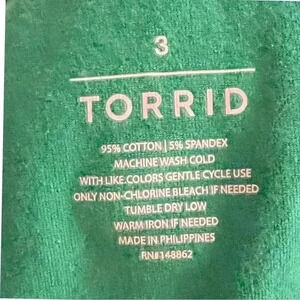 3
TORRID
95% COTTON | 5% SPANDEX
MACHINE WASH COLD
WITH LIKE COLORS GENTLE CYCLE USE
ONLY NON-CHLORINE BLEACH IF NEEDED
TUMBLE DRY LOW
WARM IRON IF NEEDED
MADE IN PHILIPPINES
RN#148862